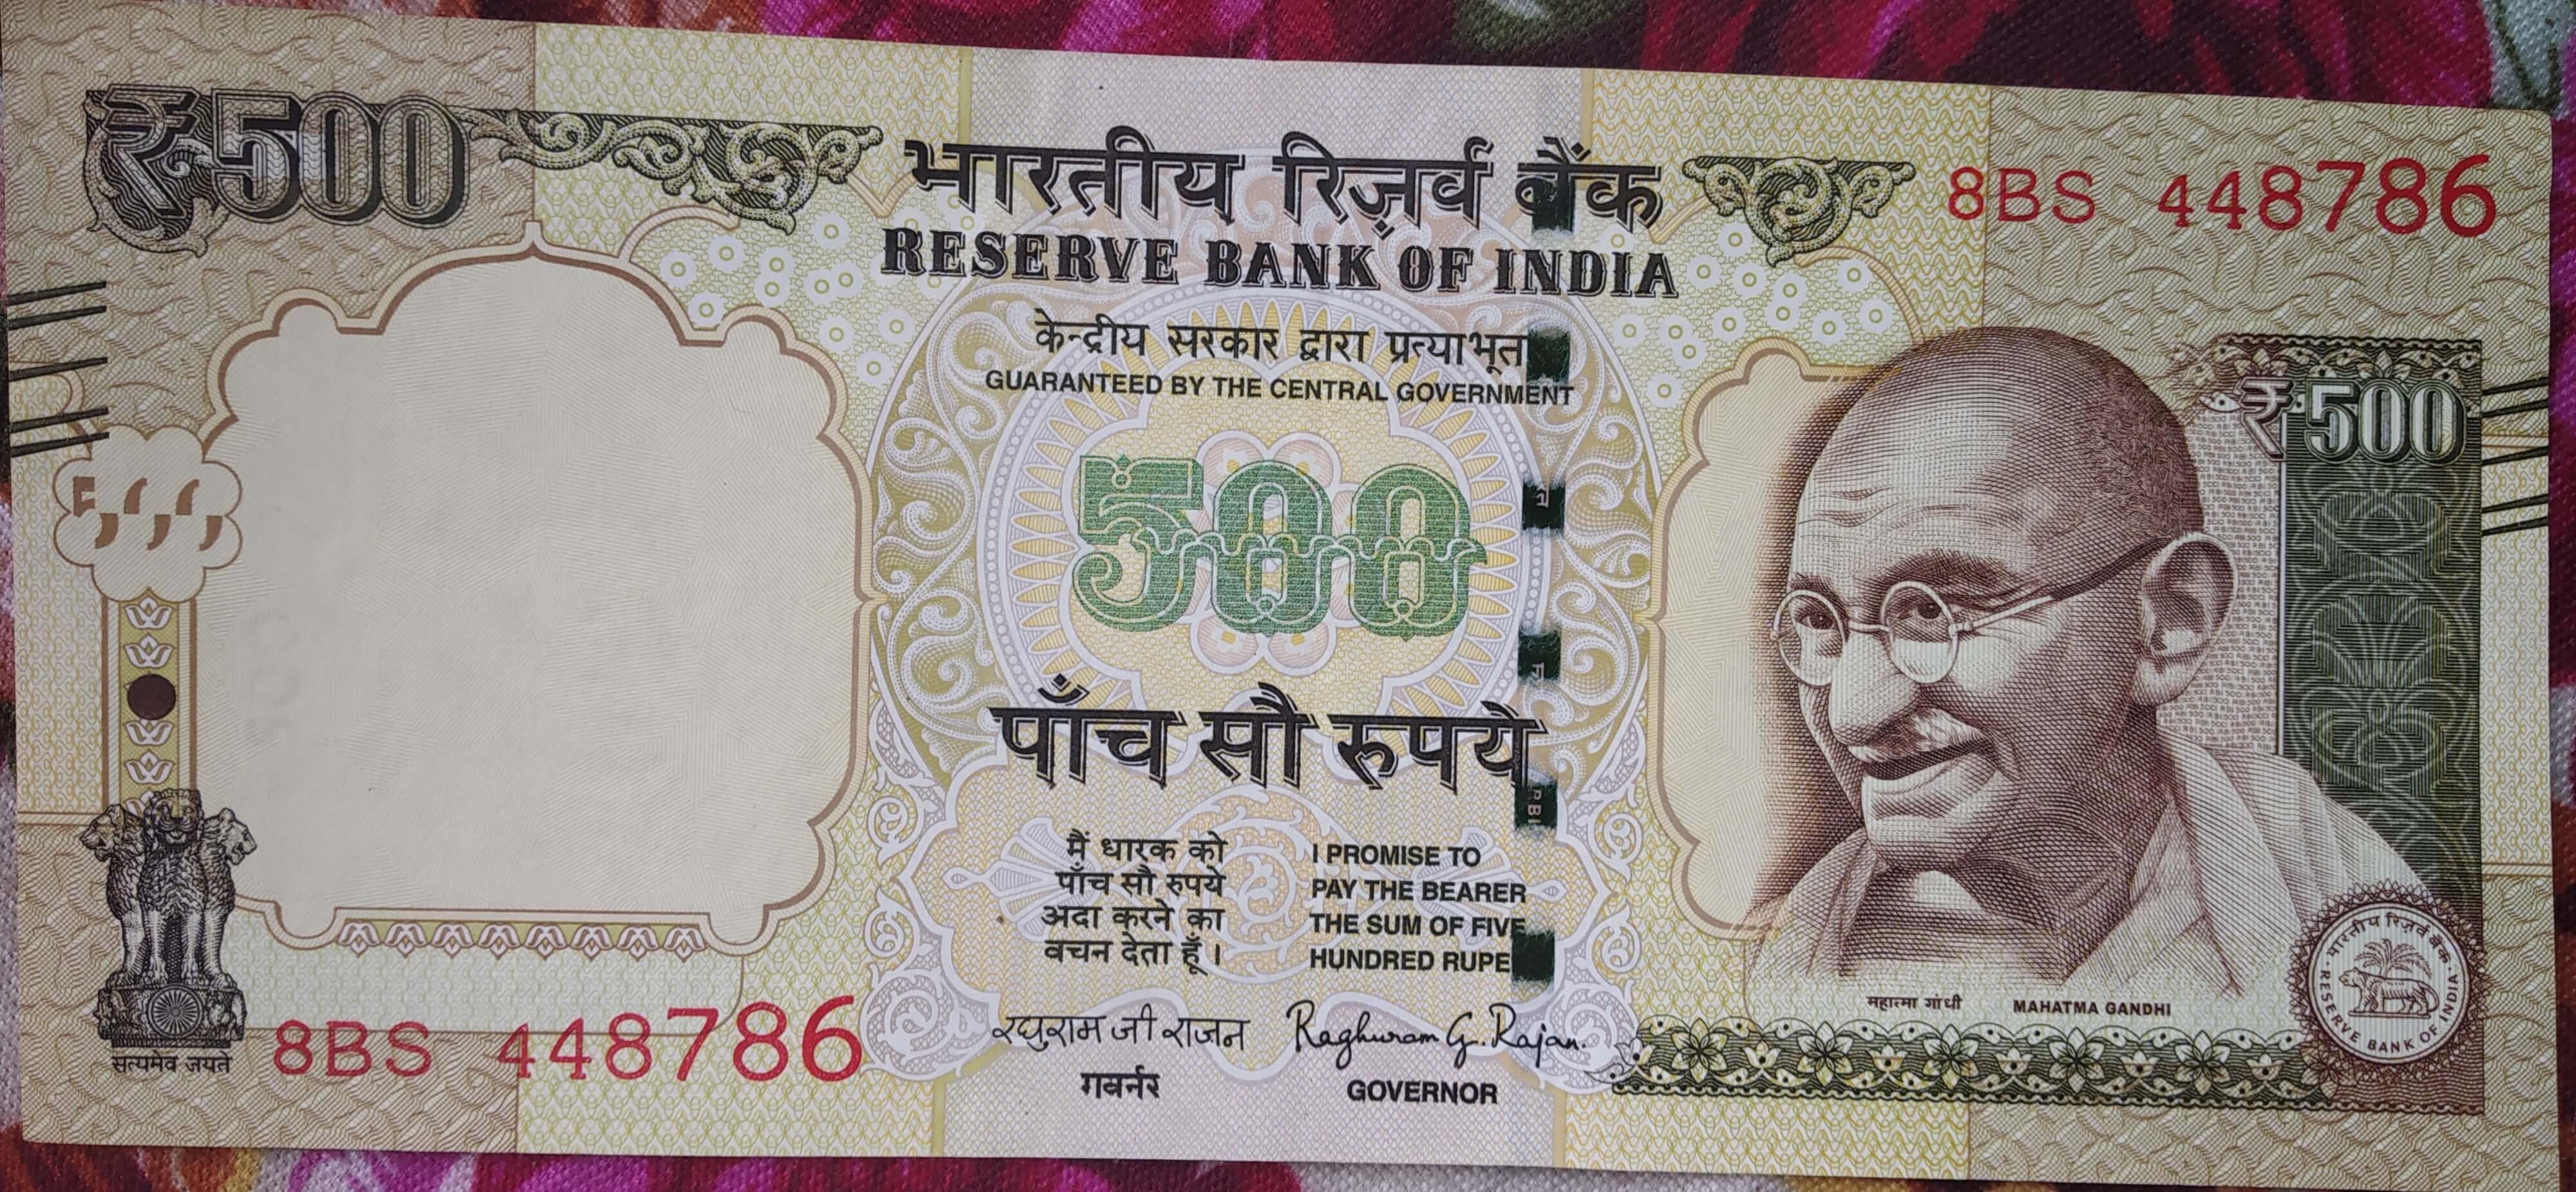 ₹500
भारतीय रिज़र्व बैंक
8BS 448786
RESERVE BANK OF INDIA
केन्द्रीय सरकार द्वारा प्रत्याभूत
GUARANTEED BY THE CENTRAL GOVERNMENT
₹500
500
पाँच सौ रुपये
मैं धारक को
पाँच सौ रुपये
अदा करने का
वचन देता हूँ।
I PROMISE TO
PAY THE BEARER
THE SUM OF FIVE
HUNDRED RUPE
रघुराम जी राजन
Raghuram G. Rajan.
गवर्नर
GOVERNOR
सत्यमेव जयते
8BS 448786
महात्मा गांधी
MAHATMA GANDHI
भारतीय रिज़र्व बैंक
RESERVE BANK OF INDIA